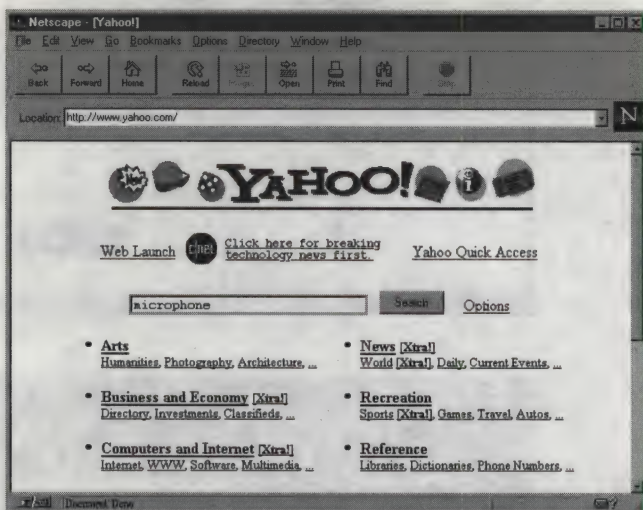 Netscape - [Yahoo!]
File Edit View Go Bookmarks Options Directory Window Help
Back Forward Home Reload Images Open Print Find Stop
Location: http://www.yahoo.com/ N
New YAHOO! i
Web Launch c|net Click here for breaking technology news first. Yahoo Quick Access
microphone Search Options
• Arts
Humanities, Photography, Architecture, ...
• News [Xtra!]
World [Xtra!], Daily, Current Events, ...
• Business and Economy [Xtra!]
Directory, Investments, Classifieds, ...
• Recreation
Sports [Xtra!], Games, Travel, Autos, ...
• Computers and Internet [Xtra!]
Internet, WWW, Software, Multimedia, ...
• Reference
Libraries, Dictionaries, Phone Numbers, ...
Document: Done